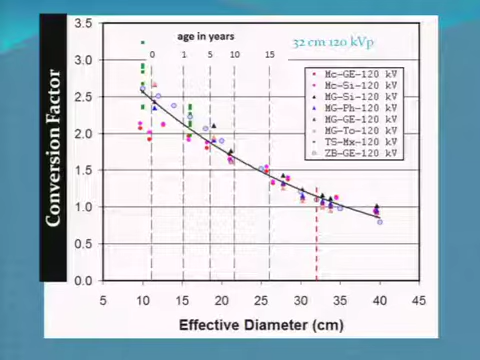 age in years
32 cm 120 kVp
0 1 5 10 15
3.5
3.0
2.5
2.0
1.5
1.0
0.5
0.0
Conversion Factor
Mc-GE-120 kV
Mc-Si-120 kV
MG-Si-120 kV
MG-Ph-120 kV
MG-GE-120 kV
MG-To-120 kV
TS-Mx-120 kV
ZB-GE-120 kV
5 10 15 20 25 30 35 40 45
Effective Diameter (cm)